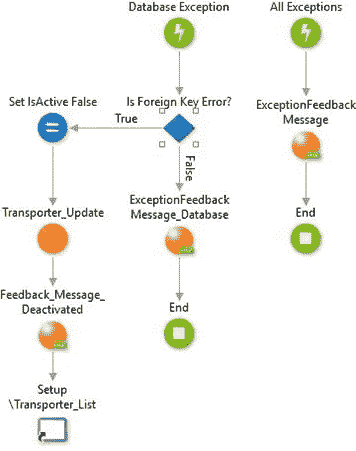 Database Exception
All Exceptions
Set IsActive False
Is Foreign Key Error?
True
False
ExceptionFeedback
Message
Transporter_Update
ExceptionFeedback
Message_Database
End
Feedback_Message_
Deactivated
End
Setup
\Transporter_List